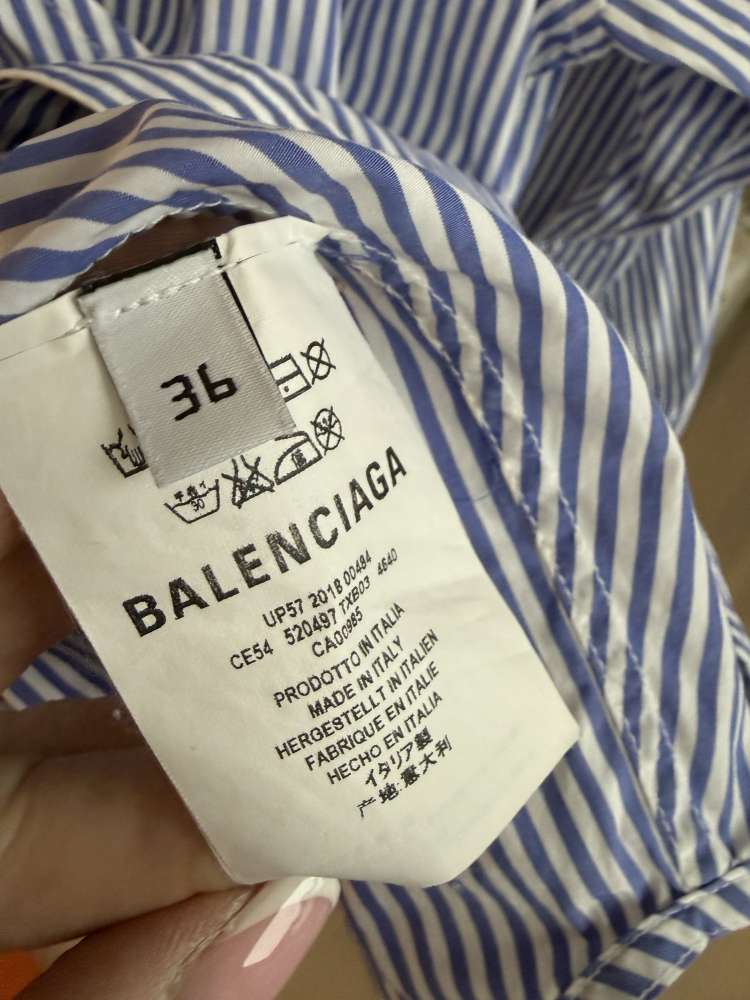 36
BALENCIAGA
UP57 2018 00494
CE54 520497 TXB03 4640
CAG0985
PRODOTTO IN ITALIA
MADE IN ITALY
HERGESTELLT IN ITALIEN
FABRIQUE EN ITALIE
HECHO EN ITALIA
イタリア製
产地:意大利